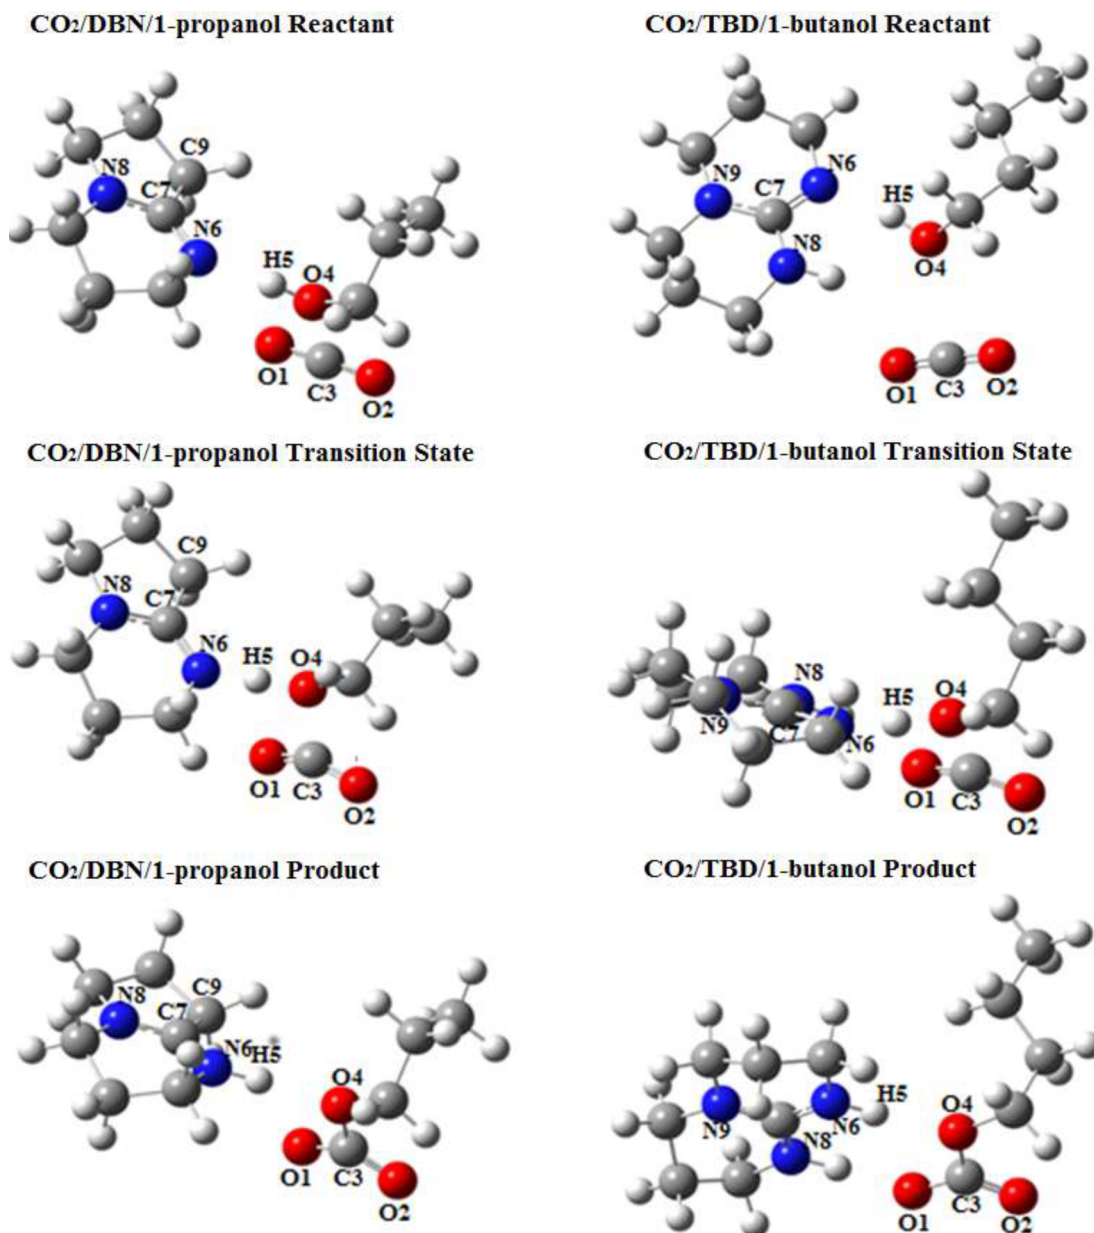 CO₂/DBN/1-propanol Reactant
CO₂/TBD/1-butanol Reactant
C9
N8
C7
N6
H5
O4
O1
C3
O2
N9
C7
N6
H5
N8
O4
O1
C3
O2
CO₂/DBN/1-propanol Transition State
CO₂/TBD/1-butanol Transition State
C9
N8
C7
N6
H5
O4
O1
C3
O2
N8
H5
O4
N9
C7
N6
O1
C3
O2
CO₂/DBN/1-propanol Product
CO₂/TBD/1-butanol Product
N8
C9
C7
N6
H5
O4
O1
C3
O2
H5
O4
N9
N6
N8
O1
C3
O2